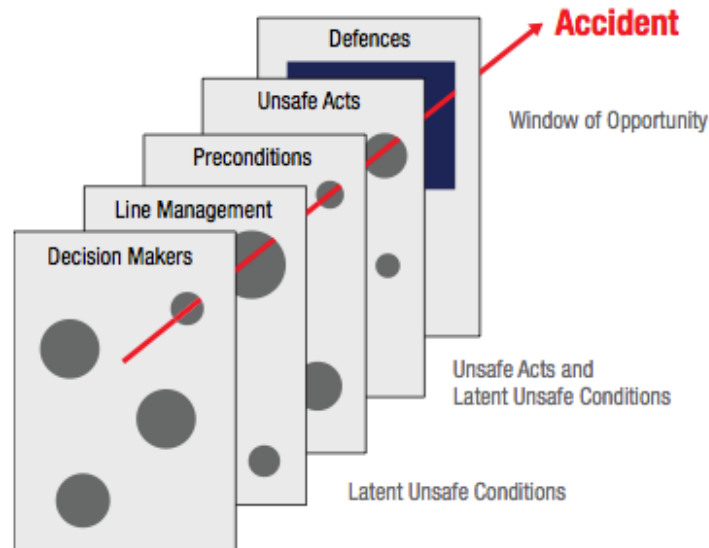 Accident
Defences
Window of Opportunity
Unsafe Acts
Preconditions
Line Management
Decision Makers
Unsafe Acts and
Latent Unsafe Conditions
Latent Unsafe Conditions